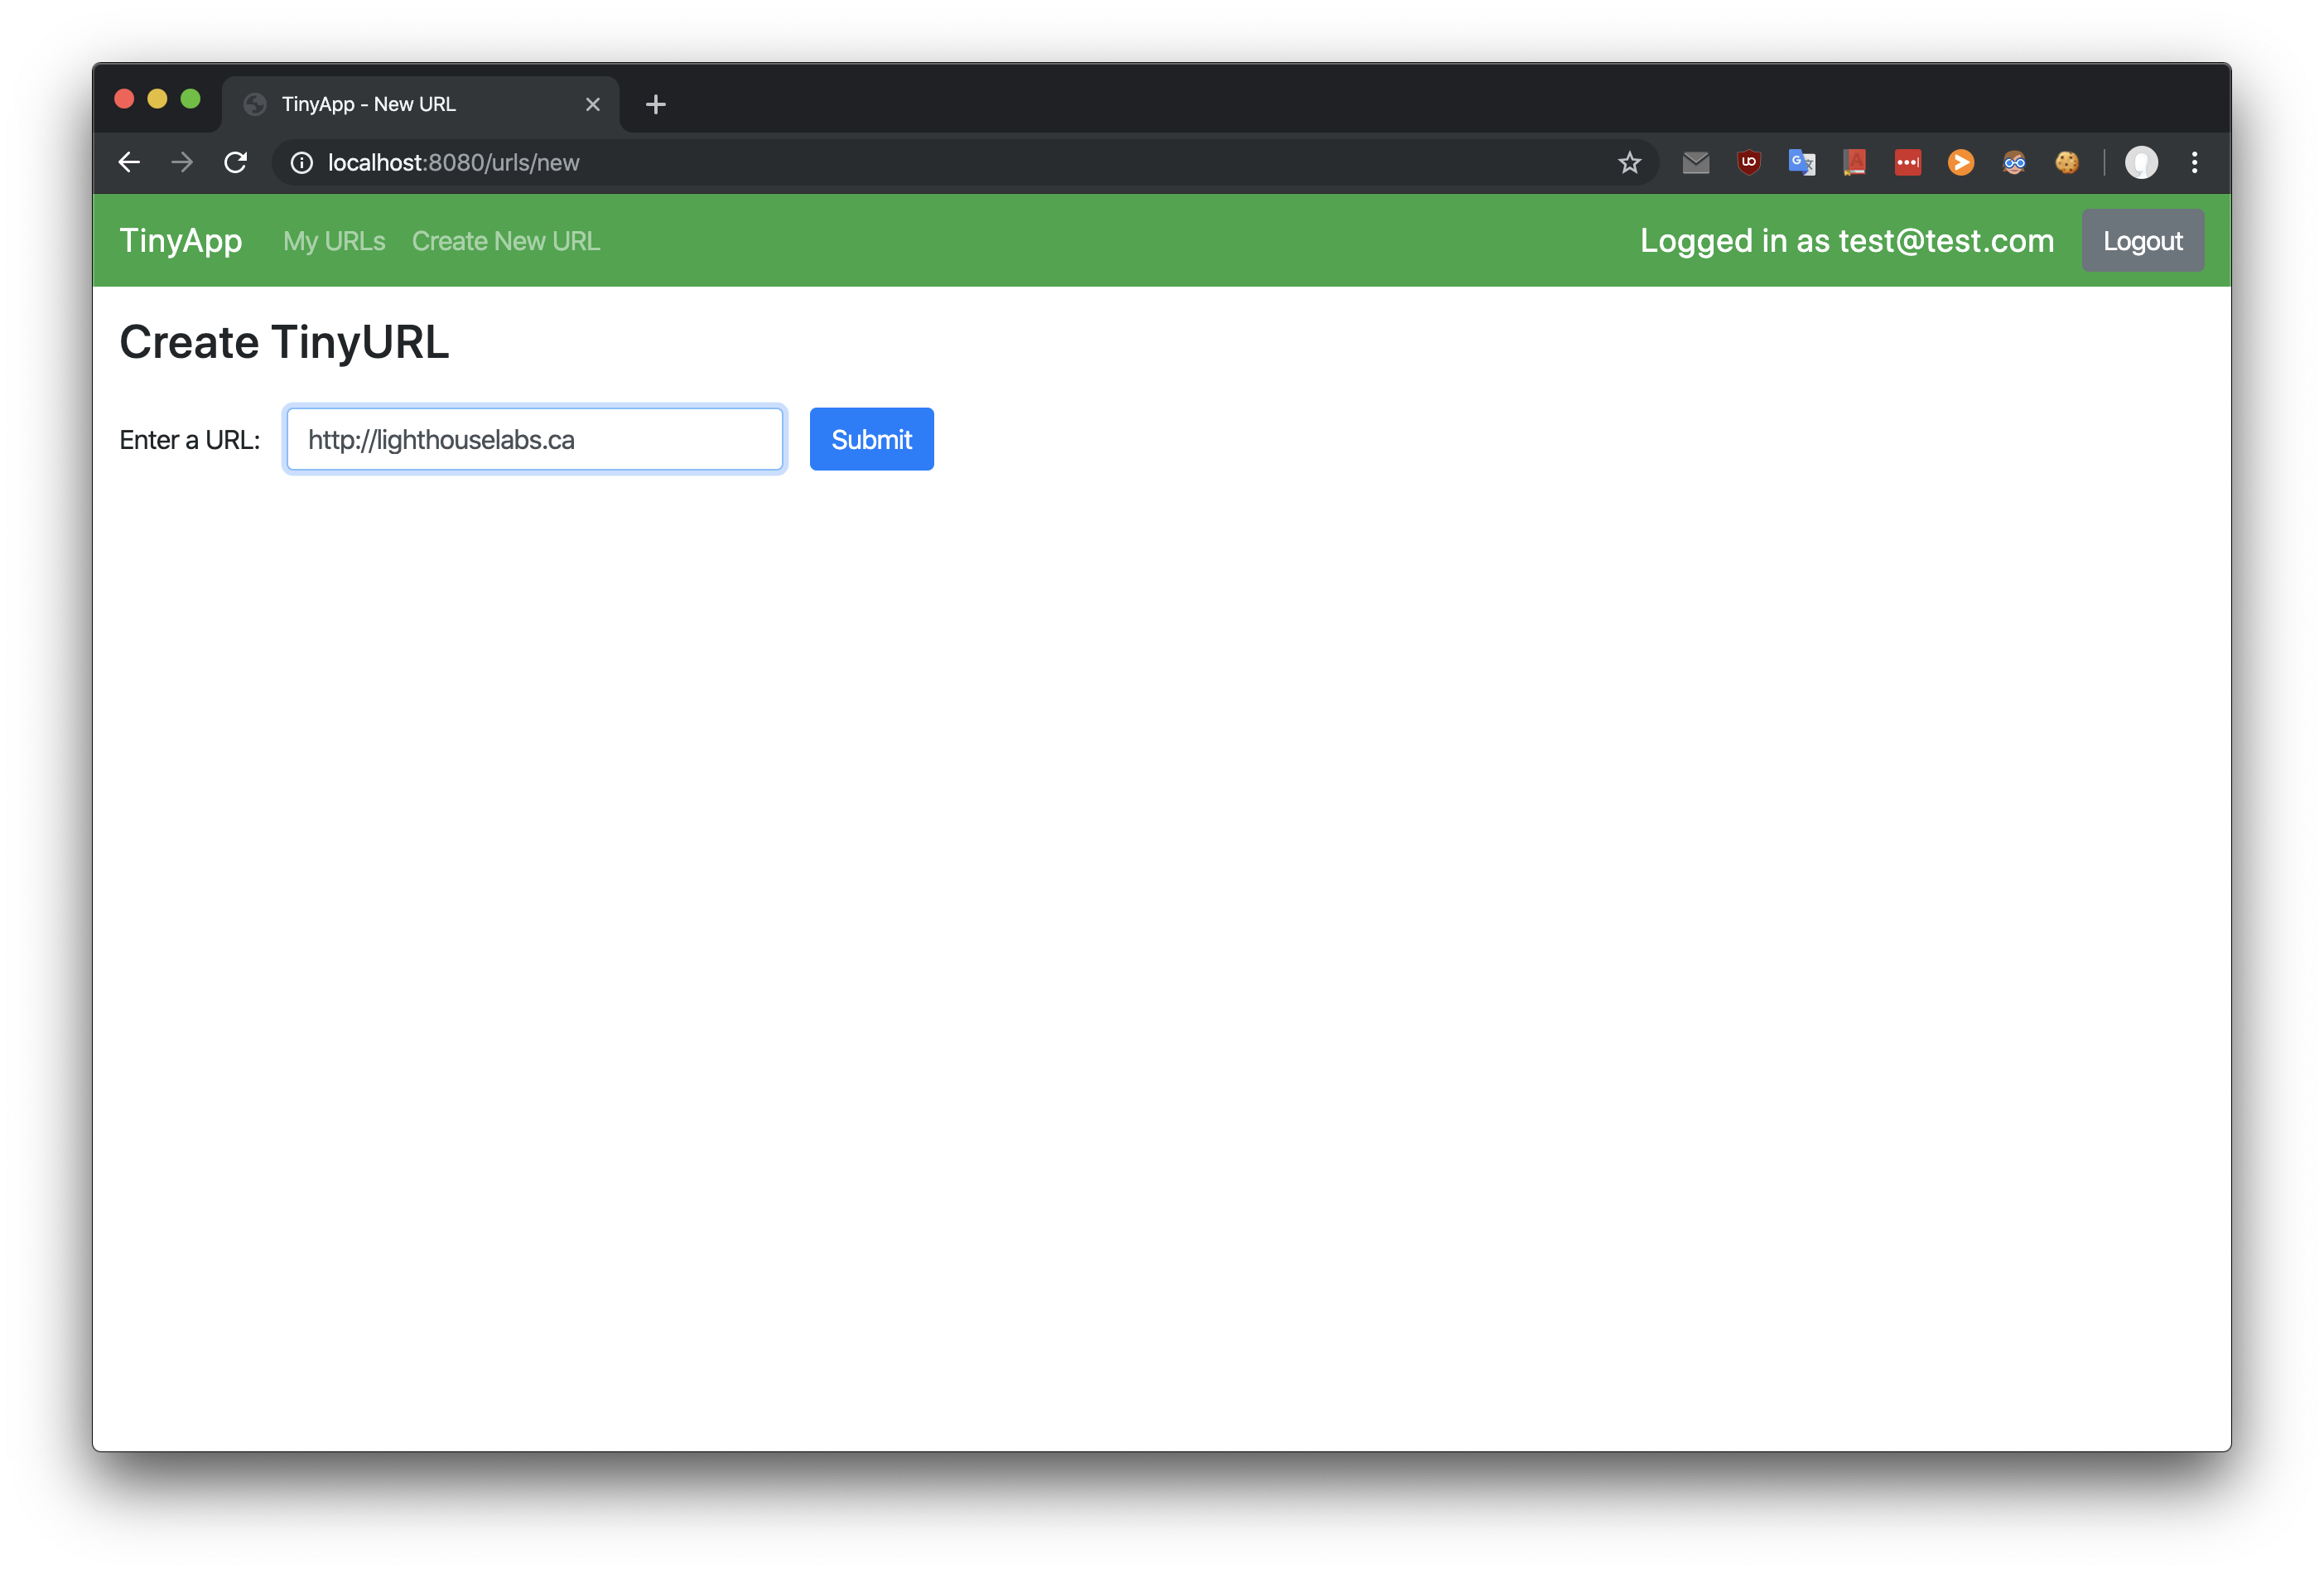 TinyApp - New URL
localhost:8080/urls/new
TinyApp My URLs Create New URL Logged in as test@test.com Logout
Create TinyURL
Enter a URL: http://lighthouselabs.ca Submit